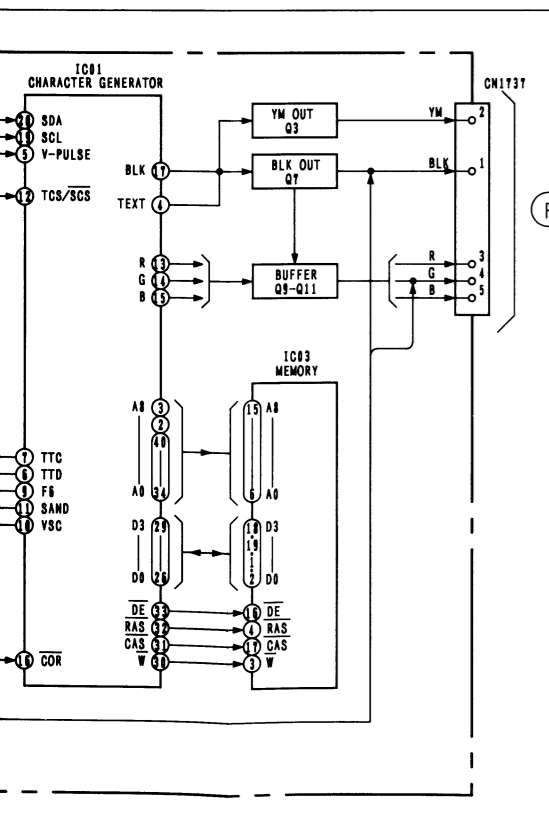 IC01
CHARACTER GENERATOR
CN1737
20 SDA
19 SCL
5 V-PULSE
12 TCS/SCS
BLK 17
TEXT 4
YM OUT
Q3
YM 2
BLK OUT
Q7
BLK 1
R 13
G 14
B 15
BUFFER
Q9-Q11
R 3
G 4
B 5
IC03
MEMORY
A8 3
2
40
A0 34
15 A8
6 A0
7 TTC
6 TTD
9 F6
11 SAND
10 VSC
D3 29
D0 26
18 D3
19
1
2 D0
OE 33
RAS 32
CAS 31
W 30
16 OE
4 RAS
17 CAS
3 W
16 COR